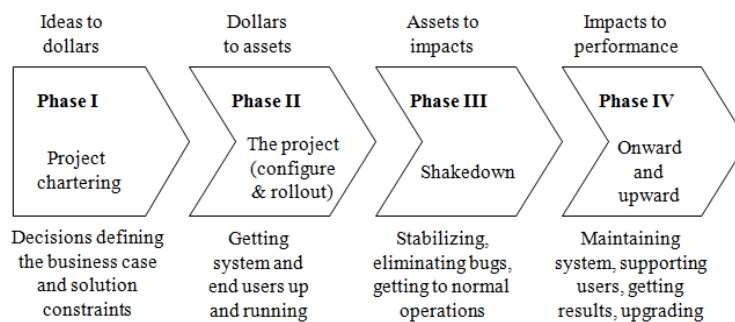 Ideas to
dollars
Dollars
to assets
Assets to
impacts
Impacts to
performance
Phase I
Project
chartering
Phase II
The project
(configure
& rollout)
Phase III
Shakedown
Phase IV
Onward
and
upward
Decisions defining
the business case
and solution
constraints
Getting
system and
end users up
and running
Stabilizing,
eliminating bugs,
getting to normal
operations
Maintaining
system, supporting
users, getting
results, upgrading